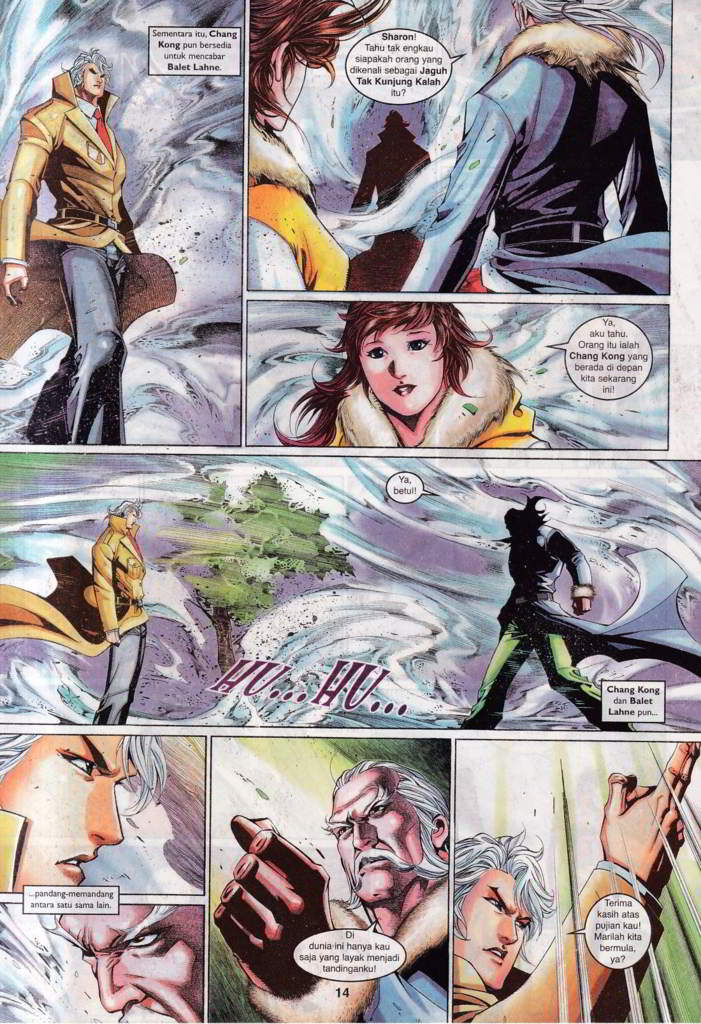 Sementara itu, Chang
Kong pun bersedia
untuk mencabar
Balet Lahne.
Sharon!
Tahu tak engkau
siapakah orang yang
dikenali sebagai Jaguh
Tak Kunjung Kalah
itu?
Ya,
aku tahu.
Orang itu ialah
Chang Kong yang
berada di depan
kita sekarang
ini!
Ya,
betul!
HU... HU...
Chang Kong
dan Balet
Lahne pun...
...pandang-memandang
antara satu sama lain.
Di
dunia ini hanya kau
saja yang layak menjadi
tandinganku!
Terima
kasih atas
pujian kau!
Marilah kita
bermula,
ya?
14